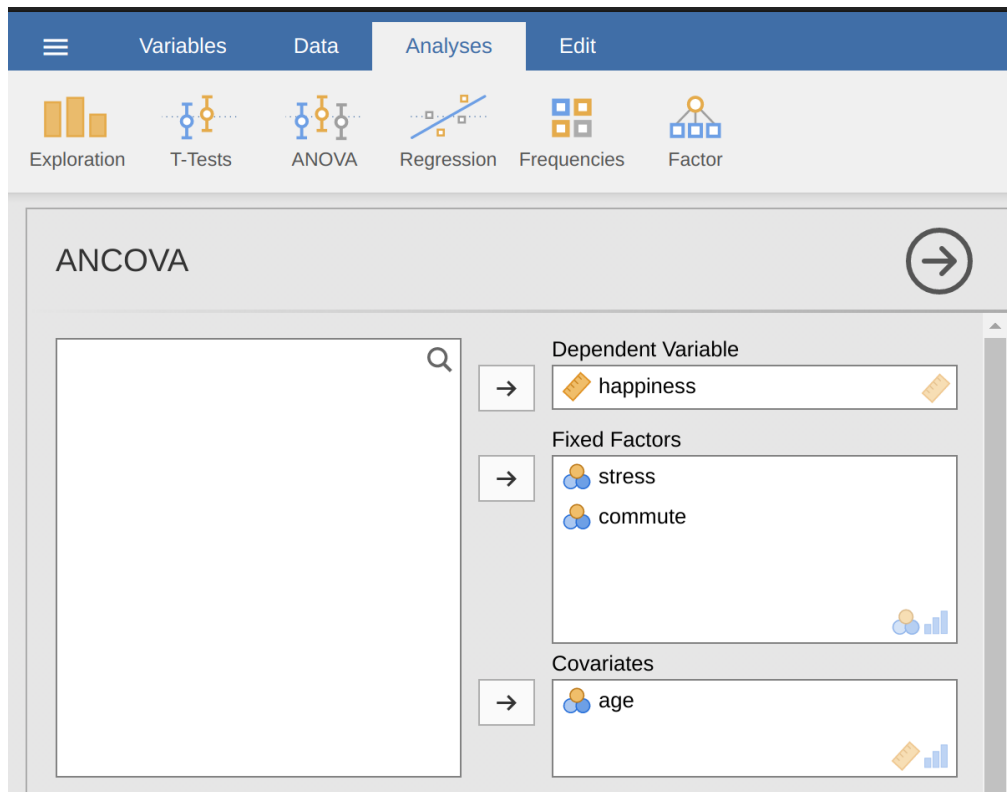 Variables Data Analyses Edit
Exploration T-Tests ANOVA Regression Frequencies Factor
ANCOVA
Dependent Variable
happiness
Fixed Factors
stress
commute
Covariates
age